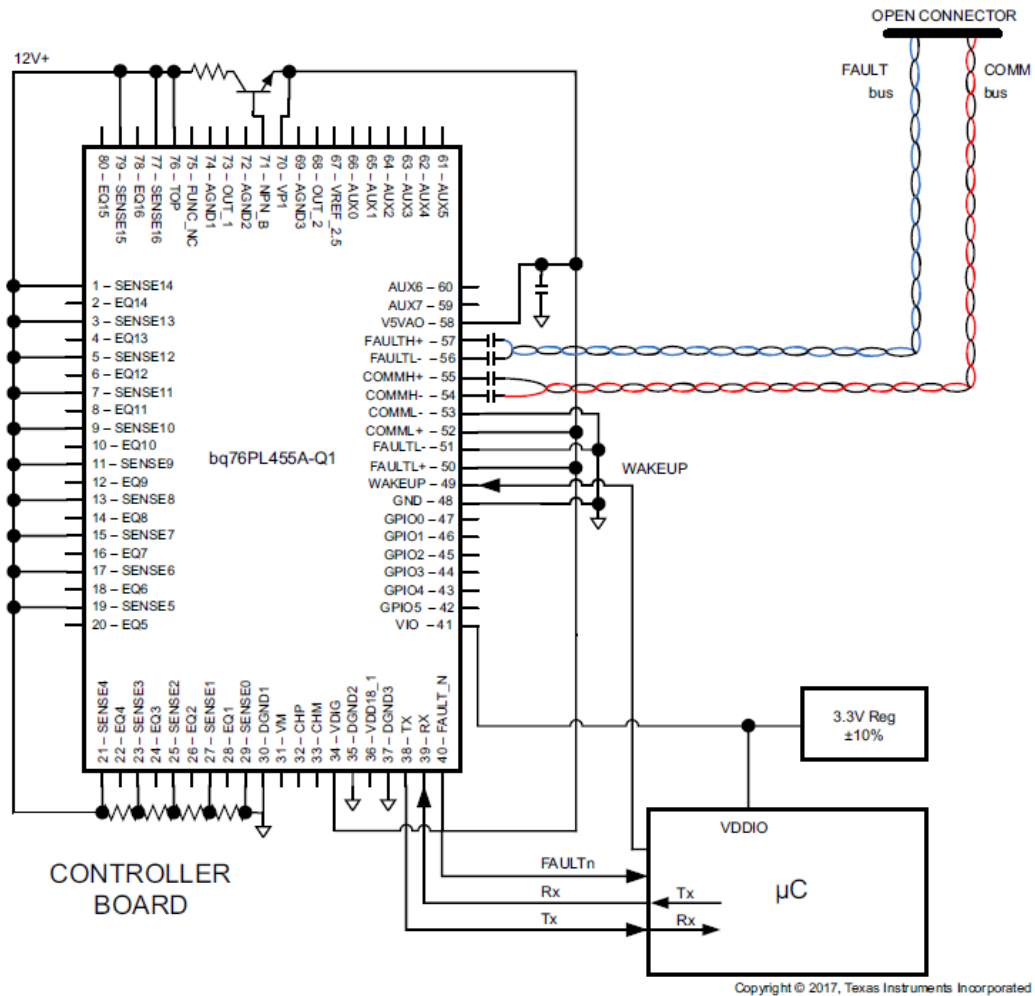 OPEN CONNECTOR
12V+
FAULT
bus
COMM
bus
80 – EQ15
79 – SENSE15
78 – EQ16
77 – SENSE16
76 – TOP
75 – FUNC_NC
74 – AGND1
73 – OUT_1
72 – AGND2
71 – NPN_B
70 – VP1
69 – AGND3
68 – OUT_2
67 – VREF_2.5
66 – AUX0
65 – AUX1
64 – AUX2
63 – AUX3
62 – AUX4
61 – AUX5
1 – SENSE14
2 – EQ14
3 – SENSE13
4 – EQ13
5 – SENSE12
6 – EQ12
7 – SENSE11
8 – EQ11
9 – SENSE10
10 – EQ10
11 – SENSE9
12 – EQ9
13 – SENSE8
14 – EQ8
15 – SENSE7
16 – EQ7
17 – SENSE6
18 – EQ6
19 – SENSE5
20 – EQ5
bq76PL455A-Q1
AUX6 – 60
AUX7 – 59
V5VAO – 58
FAULTH+ – 57
FAULTL- – 56
COMMH+ – 55
COMMH- – 54
COMML- – 53
COMML+ – 52
FAULTL- – 51
FAULTL+ – 50
WAKEUP – 49
GND – 48
GPIO0 – 47
GPIO1 – 46
GPIO2 – 45
GPIO3 – 44
GPIO4 – 43
GPIO5 – 42
VIO – 41
WAKEUP
21 – SENSE4
22 – EQ4
23 – SENSE3
24 – EQ3
25 – SENSE2
26 – EQ2
27 – SENSE1
28 – EQ1
29 – SENSE0
30 – DGND1
31 – VM
32 – CHP
33 – CHM
34 – VDIG
35 – DGND2
36 – VDD18_1
37 – DGND3
38 – TX
39 – RX
40 – FAULT_N
3.3V Reg
±10%
VDDIO
µC
FAULTn
Rx
Tx
Tx
Rx
CONTROLLER
BOARD
Copyright © 2017, Texas Instruments Incorporated